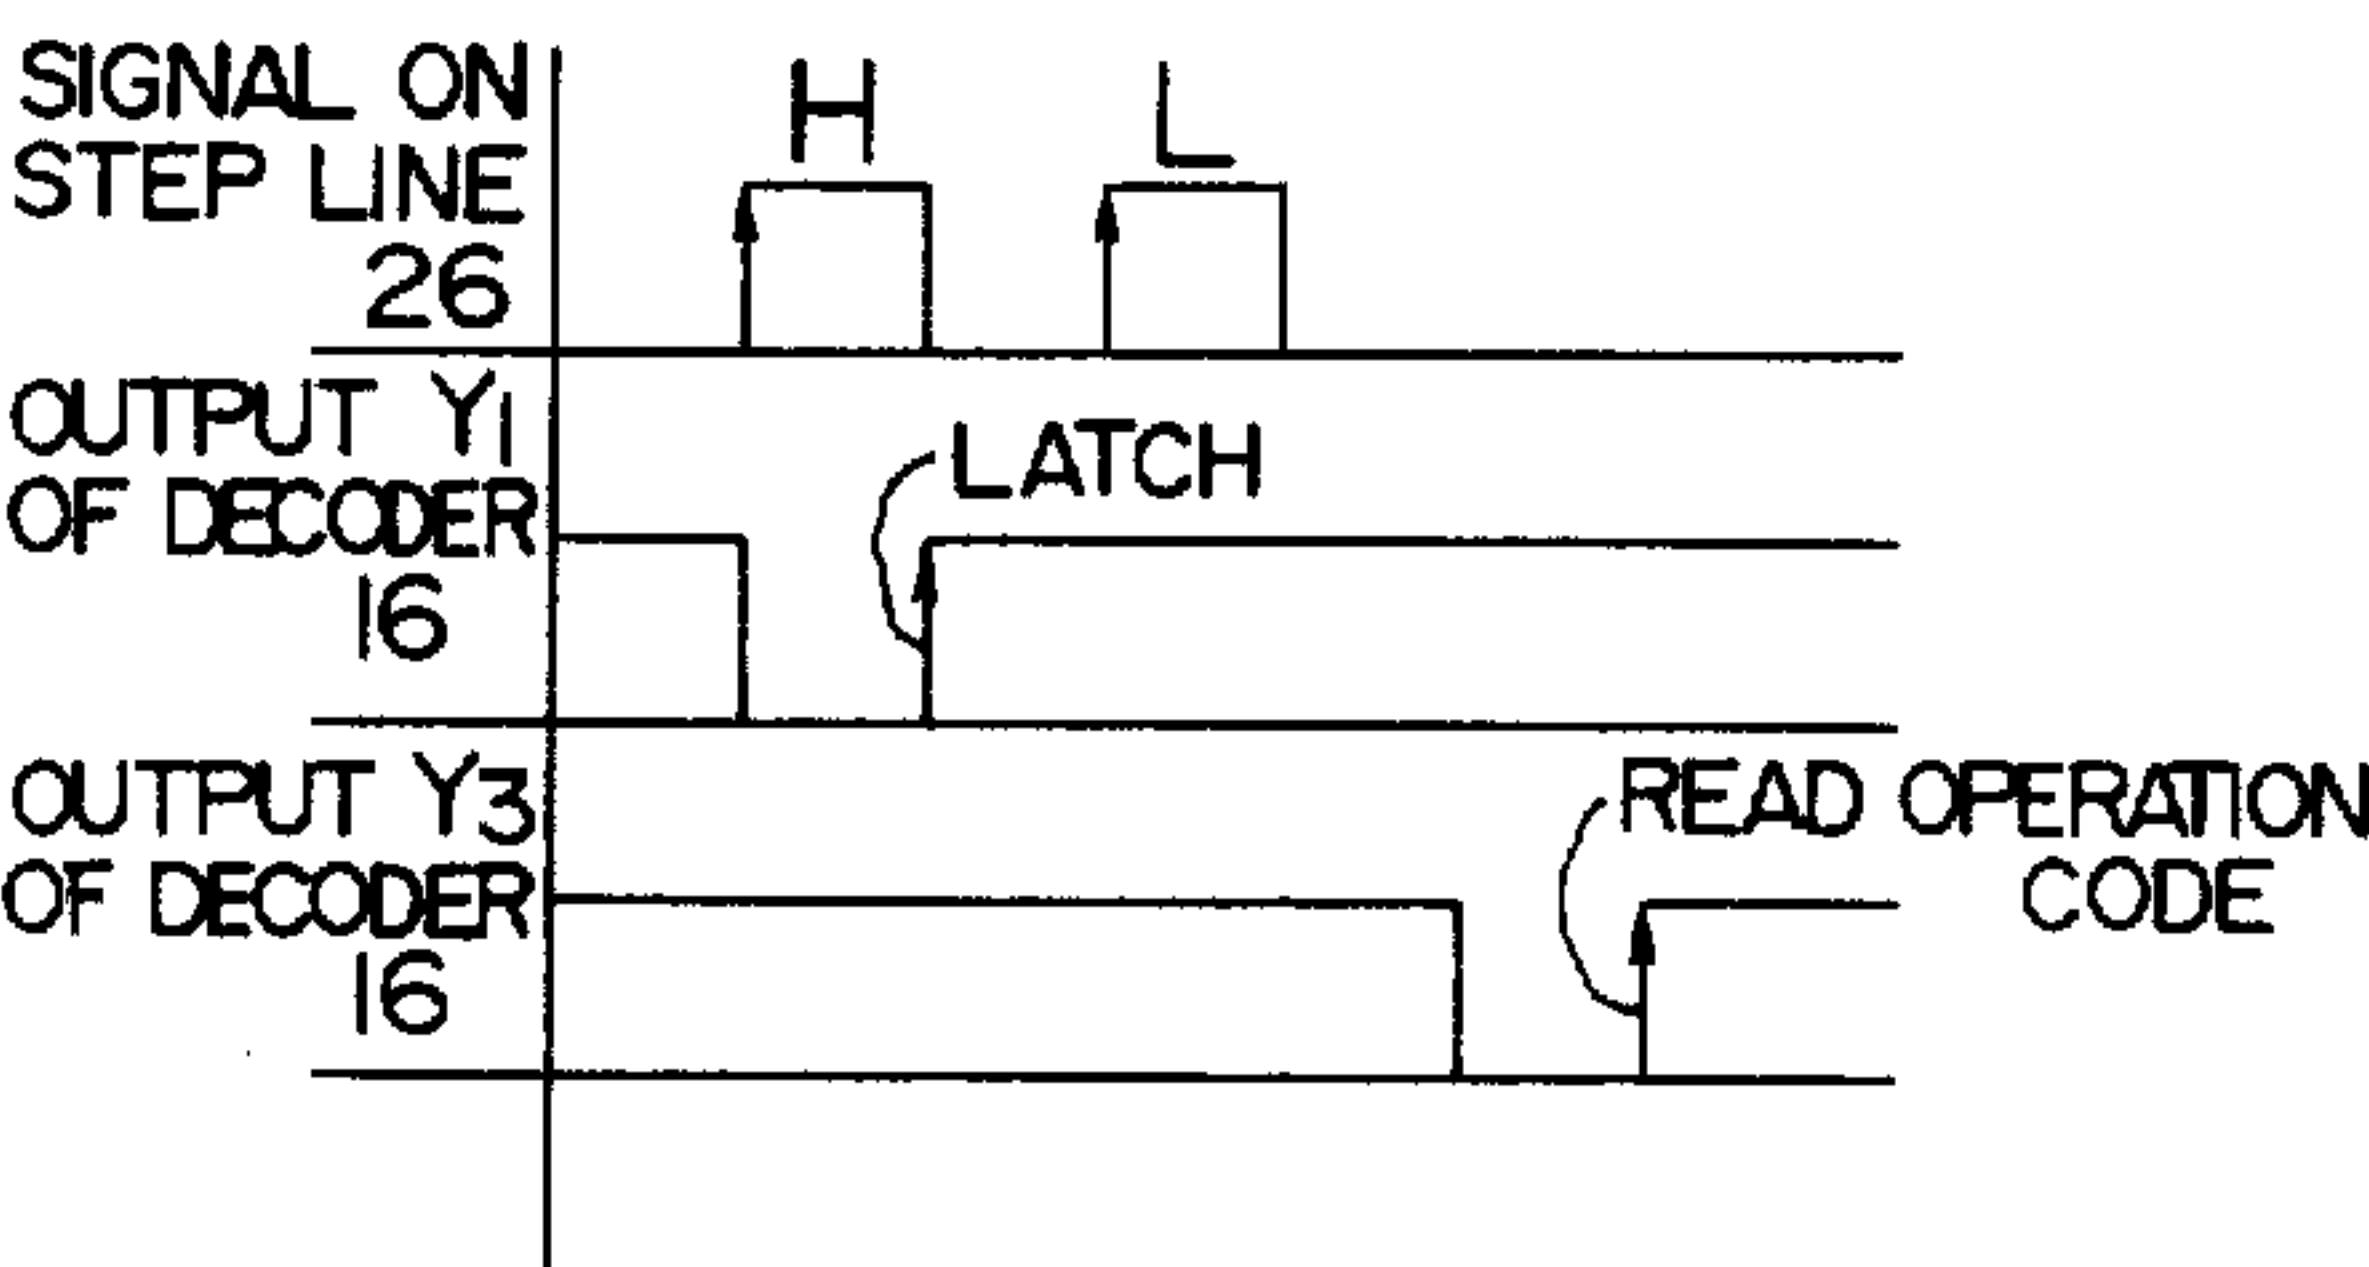 SIGNAL ON
STEP LINE
26
H
L
OUTPUT Y1
OF DECODER
16
LATCH
OUTPUT Y3
OF DECODER
16
READ OPERATION
CODE